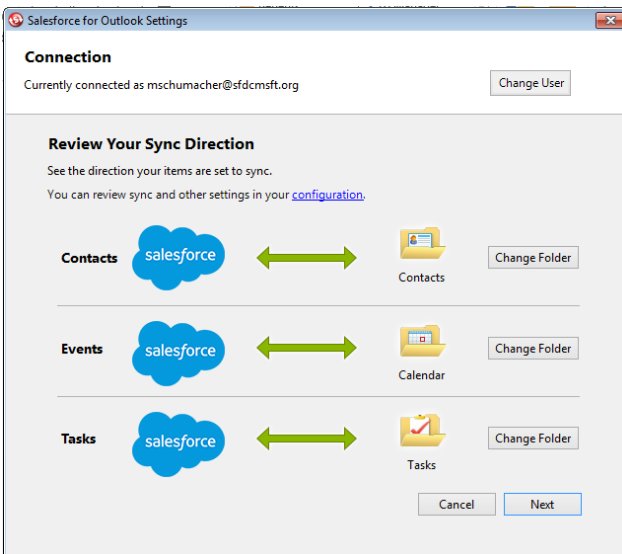 Salesforce for Outlook Settings
Connection
Currently connected as mschumacher@sfdcmsft.org
Change User
Review Your Sync Direction
See the direction your items are set to sync.
You can review sync and other settings in your configuration.
Contacts
salesforce
Contacts
Change Folder
Events
salesforce
Calendar
Change Folder
Tasks
salesforce
Tasks
Change Folder
Cancel
Next